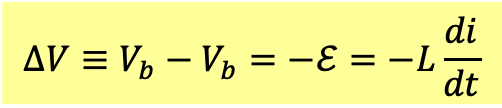 ΔV ≡ V_b − V_b = −ℰ = −L di/dt